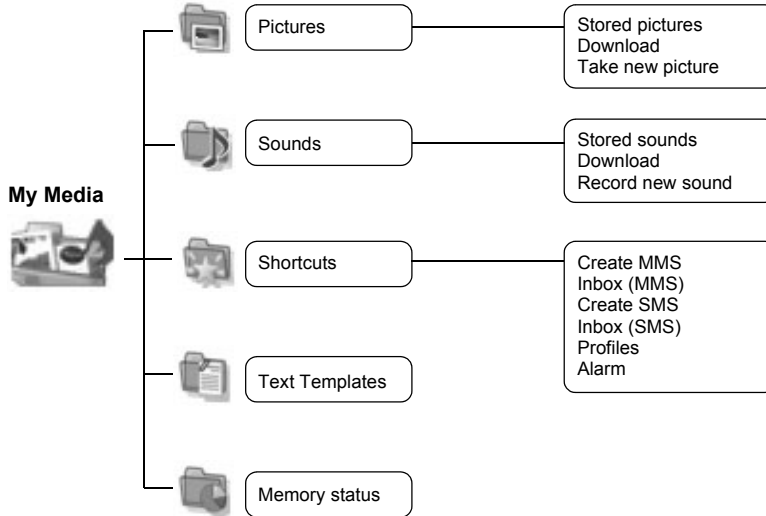 Pictures
Stored pictures
Download
Take new picture
Sounds
Stored sounds
Download
Record new sound
My Media
Shortcuts
Create MMS
Inbox (MMS)
Create SMS
Inbox (SMS)
Profiles
Alarm
Text Templates
Memory status